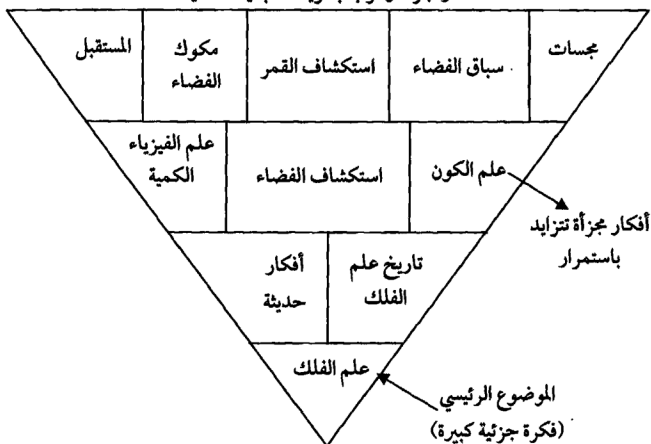 مجسات
سباق الفضاء
استكشاف القمر
مكوك
الفضاء
المستقبل
علم الكون
استكشاف الفضاء
علم الفيزياء
الكمية
أفكار مجزأة تتزايد
باستمرار
تاريخ علم
الفلك
أفكار
حديثة
علم الفلك
الموضوع الرئيسي
(فكرة جزئية كبيرة)